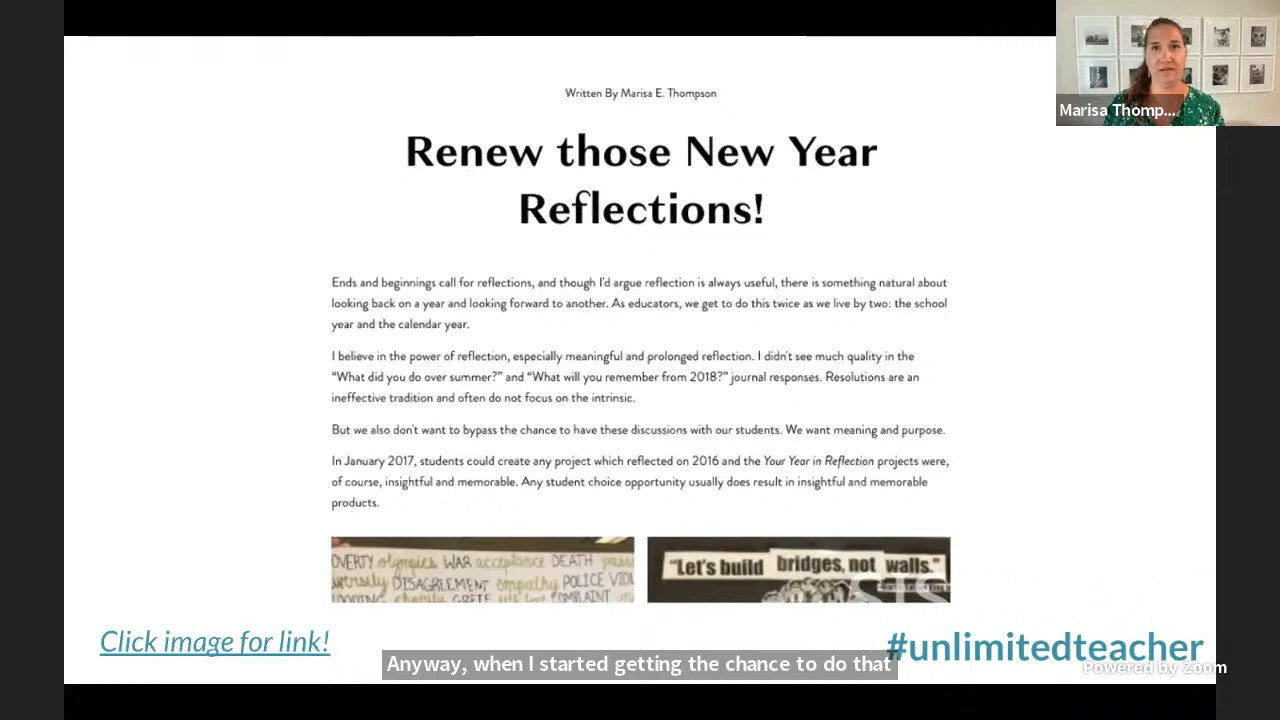 Marisa Thomp...
Written By Marisa E. Thompson
Renew those New Year
Reflections!
Ends and beginnings call for reflections, and though I'd argue reflection is always useful, there is something natural about
looking back on a year and looking forward to another. As educators, we get to do this twice as we live by two: the school
year and the calendar year.
I believe in the power of reflection, especially meaningful and prolonged reflection. I didn't see much quality in the
“What did you do over summer?” and “What will you remember from 2018?” journal responses. Resolutions are an
ineffective tradition and often do not focus on the intrinsic.
But we also don't want to bypass the chance to have these discussions with our students. We want meaning and purpose.
In January 2017, students could create any project which reflected on 2016 and the Your Year in Reflection projects were,
of course, insightful and memorable. Any student choice opportunity usually does result in insightful and memorable
products.
OVERTY olympics WAR acceptance DEATH
DISAGREEMENT empathy POLICE
COMPLAINT
"Let's build bridges, not walls."
Click image for link!
#unlimitedteacher
Anyway, when I started getting the chance to do that
Powered by Zoom